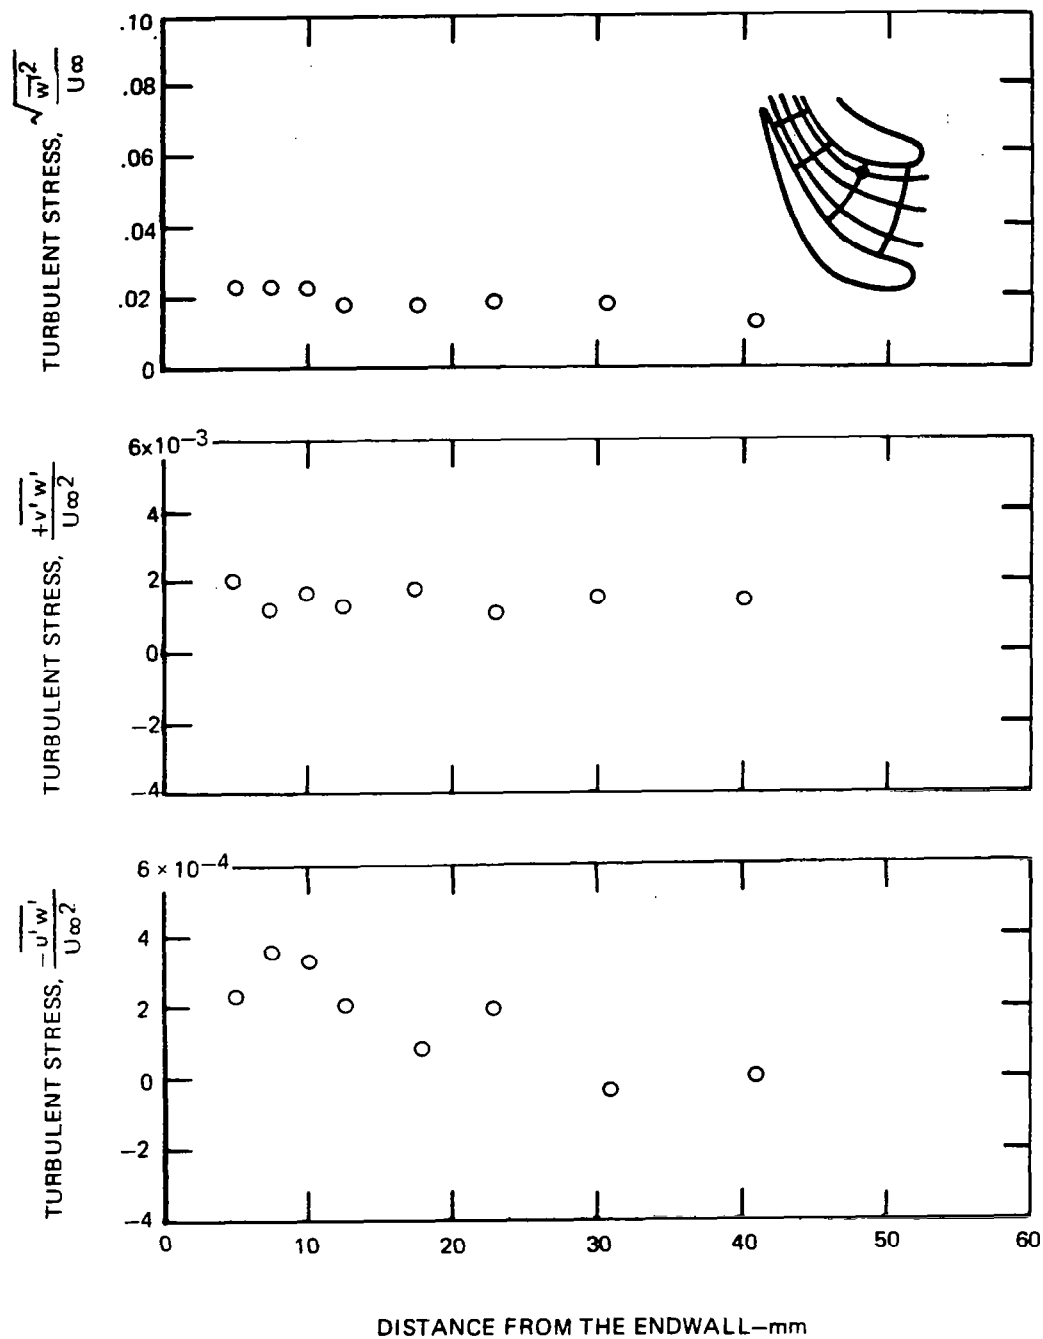 TURBULENT STRESS, √w'² / U∞
.10
.08
.06
.04
.02
0
TURBULENT STRESS, +v'w' / U∞2
6x10−3
4
2
0
−2
−4
TURBULENT STRESS, −u'w' / U∞2
6 × 10−4
4
2
0
−2
−4
0 10 20 30 40 50 60
DISTANCE FROM THE ENDWALL—mm